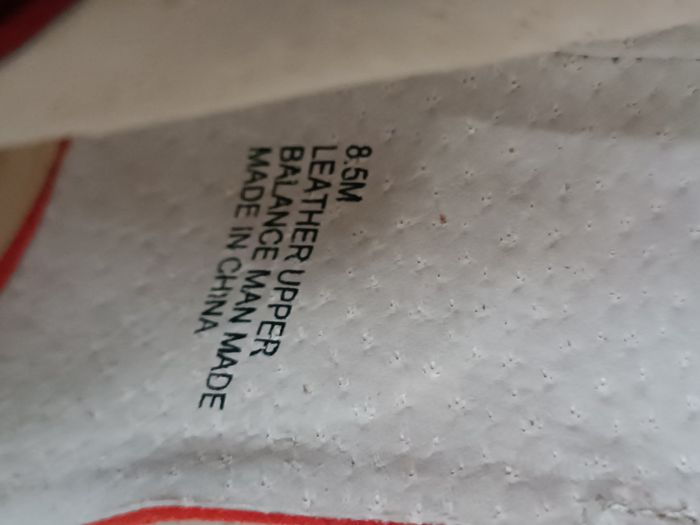 8.5M
LEATHER UPPER
BALANCE MAN MADE
MADE IN CHINA